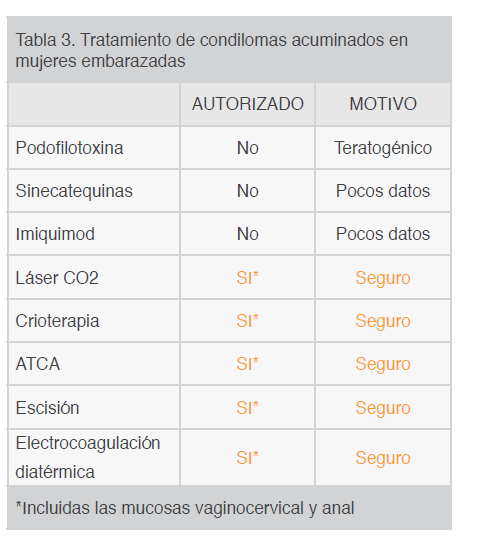 Tabla 3. Tratamiento de condilomas acuminados en
mujeres embarazadas
AUTORIZADO MOTIVO
Podofilotoxina No Teratogénico
Sinecatequinas No Pocos datos
Imiquimod No Pocos datos
Láser CO2 SI* Seguro
Crioterapia SI* Seguro
ATCA SI* Seguro
Escisión SI* Seguro
Electrocoagulación
diatérmica SI* Seguro
*Incluidas las mucosas vaginocervical y anal